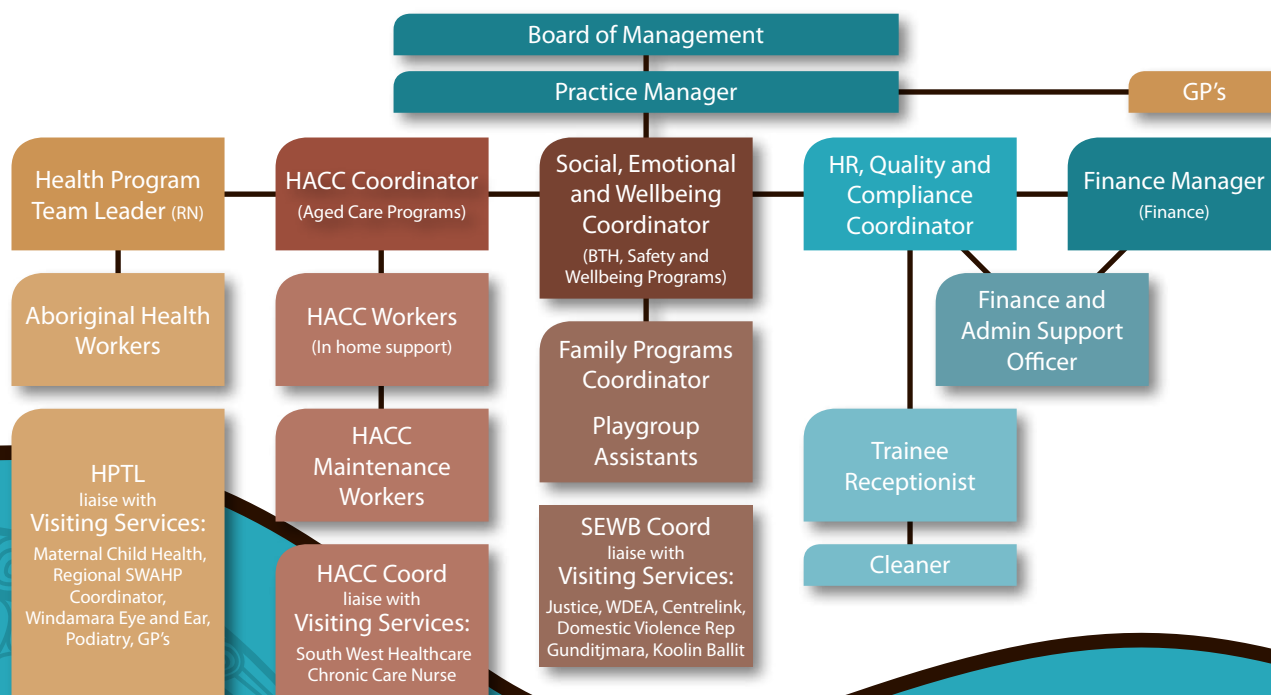 Board of Management
Practice Manager
GP's
Health Program
Team Leader (RN)
HACC Coordinator
(Aged Care Programs)
Social, Emotional
and Wellbeing
Coordinator
(BTH, Safety and
Wellbeing Programs)
HR, Quality and
Compliance
Coordinator
Finance Manager
(Finance)
Aboriginal Health
Workers
HACC Workers
(In home support)
Family Programs
Coordinator
Playgroup
Assistants
Finance and
Admin Support
Officer
HPTL
liaise with
Visiting Services:
Maternal Child Health,
Regional SWAHP
Coordinator,
Windamara Eye and Ear,
Podiatry, GP's
HACC
Maintenance
Workers
HACC Coord
liaise with
Visiting Services:
South West Healthcare
Chronic Care Nurse
SEWB Coord
liaise with
Visiting Services:
Justice, WDEA, Centrelink,
Domestic Violence Rep
Gunditjmara, Koolin Ballit
Trainee
Receptionist
Cleaner